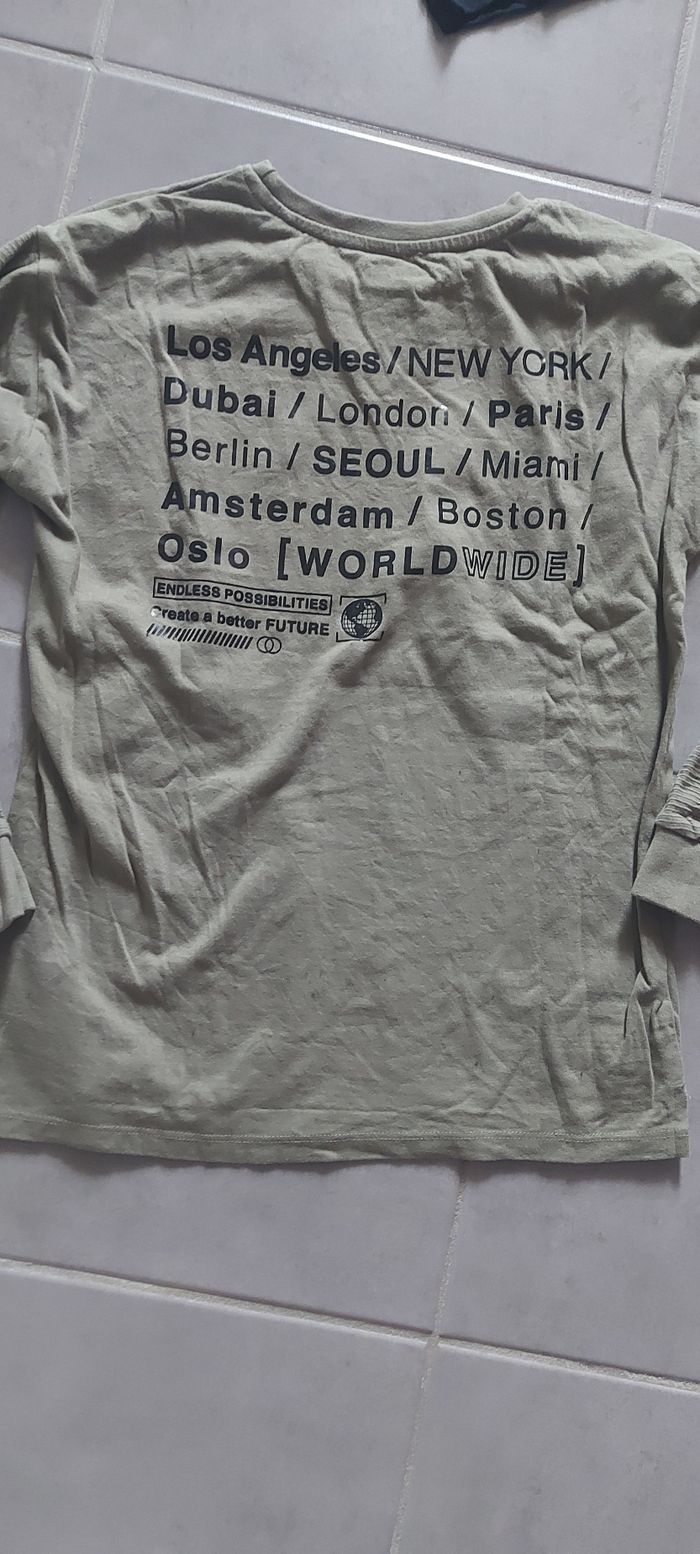 Los Angeles / NEW YORK /
Dubai / London / Paris /
Berlin / SEOUL / Miami /
Amsterdam / Boston /
Oslo [WORLDWIDE]
ENDLESS POSSIBILITIES
Create a better FUTURE